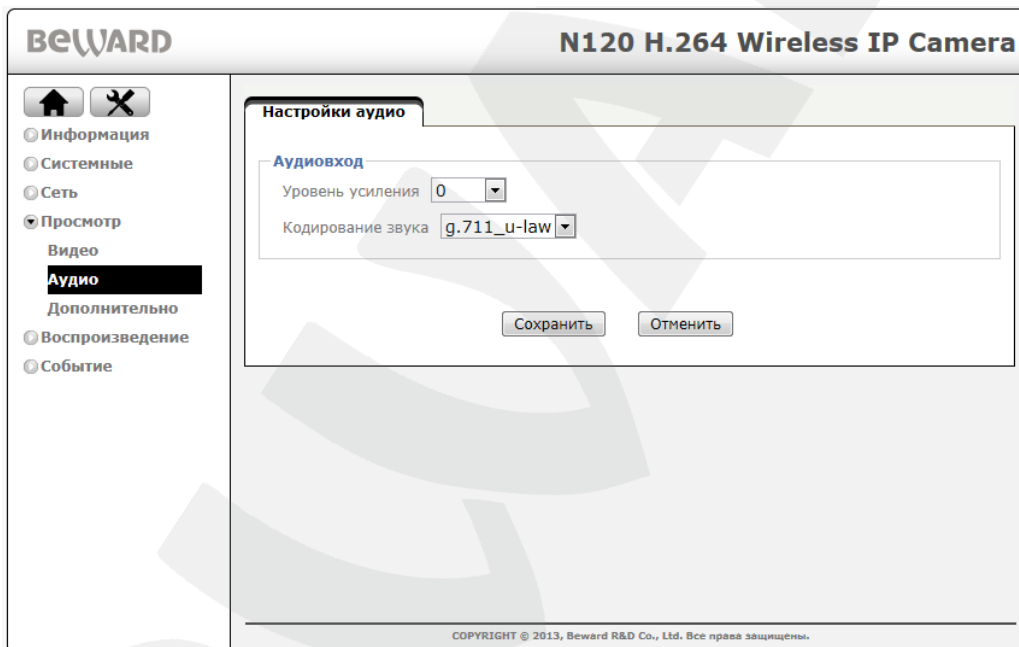 BEWARD
N120 H.264 Wireless IP Camera
Информация
Системные
Сеть
Просмотр
Видео
Аудио
Дополнительно
Воспроизведение
Событие
Настройки аудио
Аудиовход
Уровень усиления 0
Кодирование звука g.711_u-law
Сохранить Отменить
COPYRIGHT © 2013, Beward R&D Co., Ltd. Все права защищены.